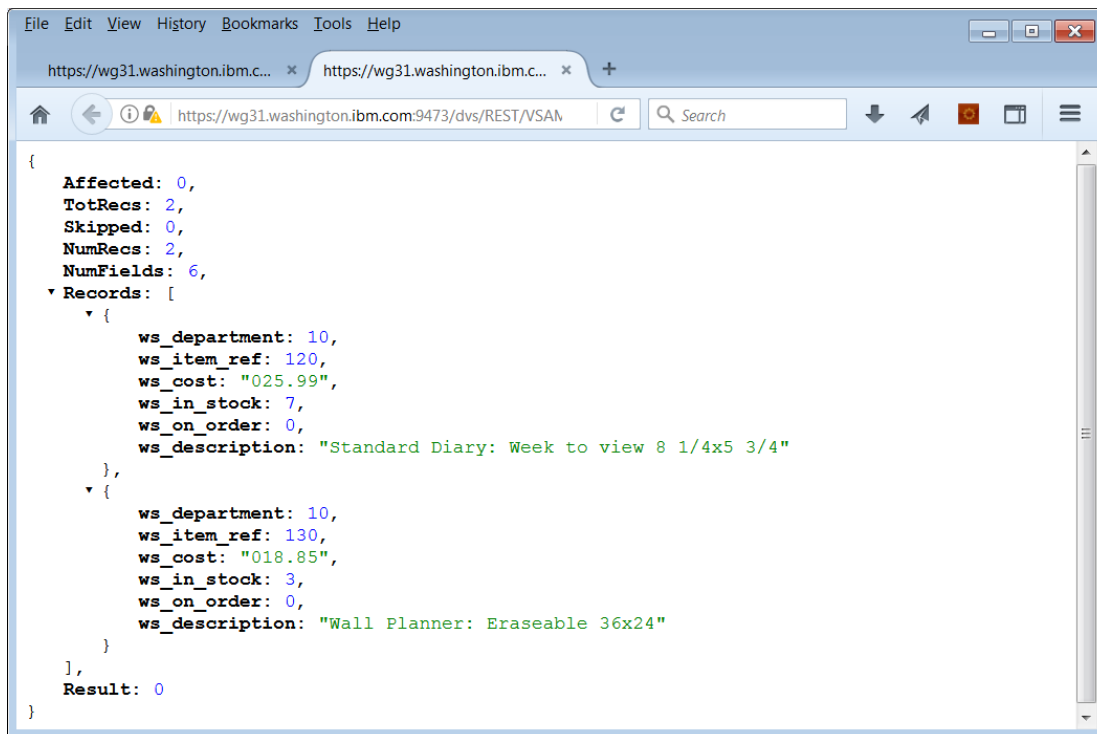 File Edit View History Bookmarks Tools Help
https://wg31.washington.ibm.c... × https://wg31.washington.ibm.c... × +
https://wg31.washington.ibm.com:9473/dvs/REST/VSAM Search
{
Affected: 0,
TotRecs: 2,
Skipped: 0,
NumRecs: 2,
NumFields: 6,
Records: [
{
ws_department: 10,
ws_item_ref: 120,
ws_cost: "025.99",
ws_in_stock: 7,
ws_on_order: 0,
ws_description: "Standard Diary: Week to view 8 1/4x5 3/4"
},
{
ws_department: 10,
ws_item_ref: 130,
ws_cost: "018.85",
ws_in_stock: 3,
ws_on_order: 0,
ws_description: "Wall Planner: Eraseable 36x24"
}
],
Result: 0
}